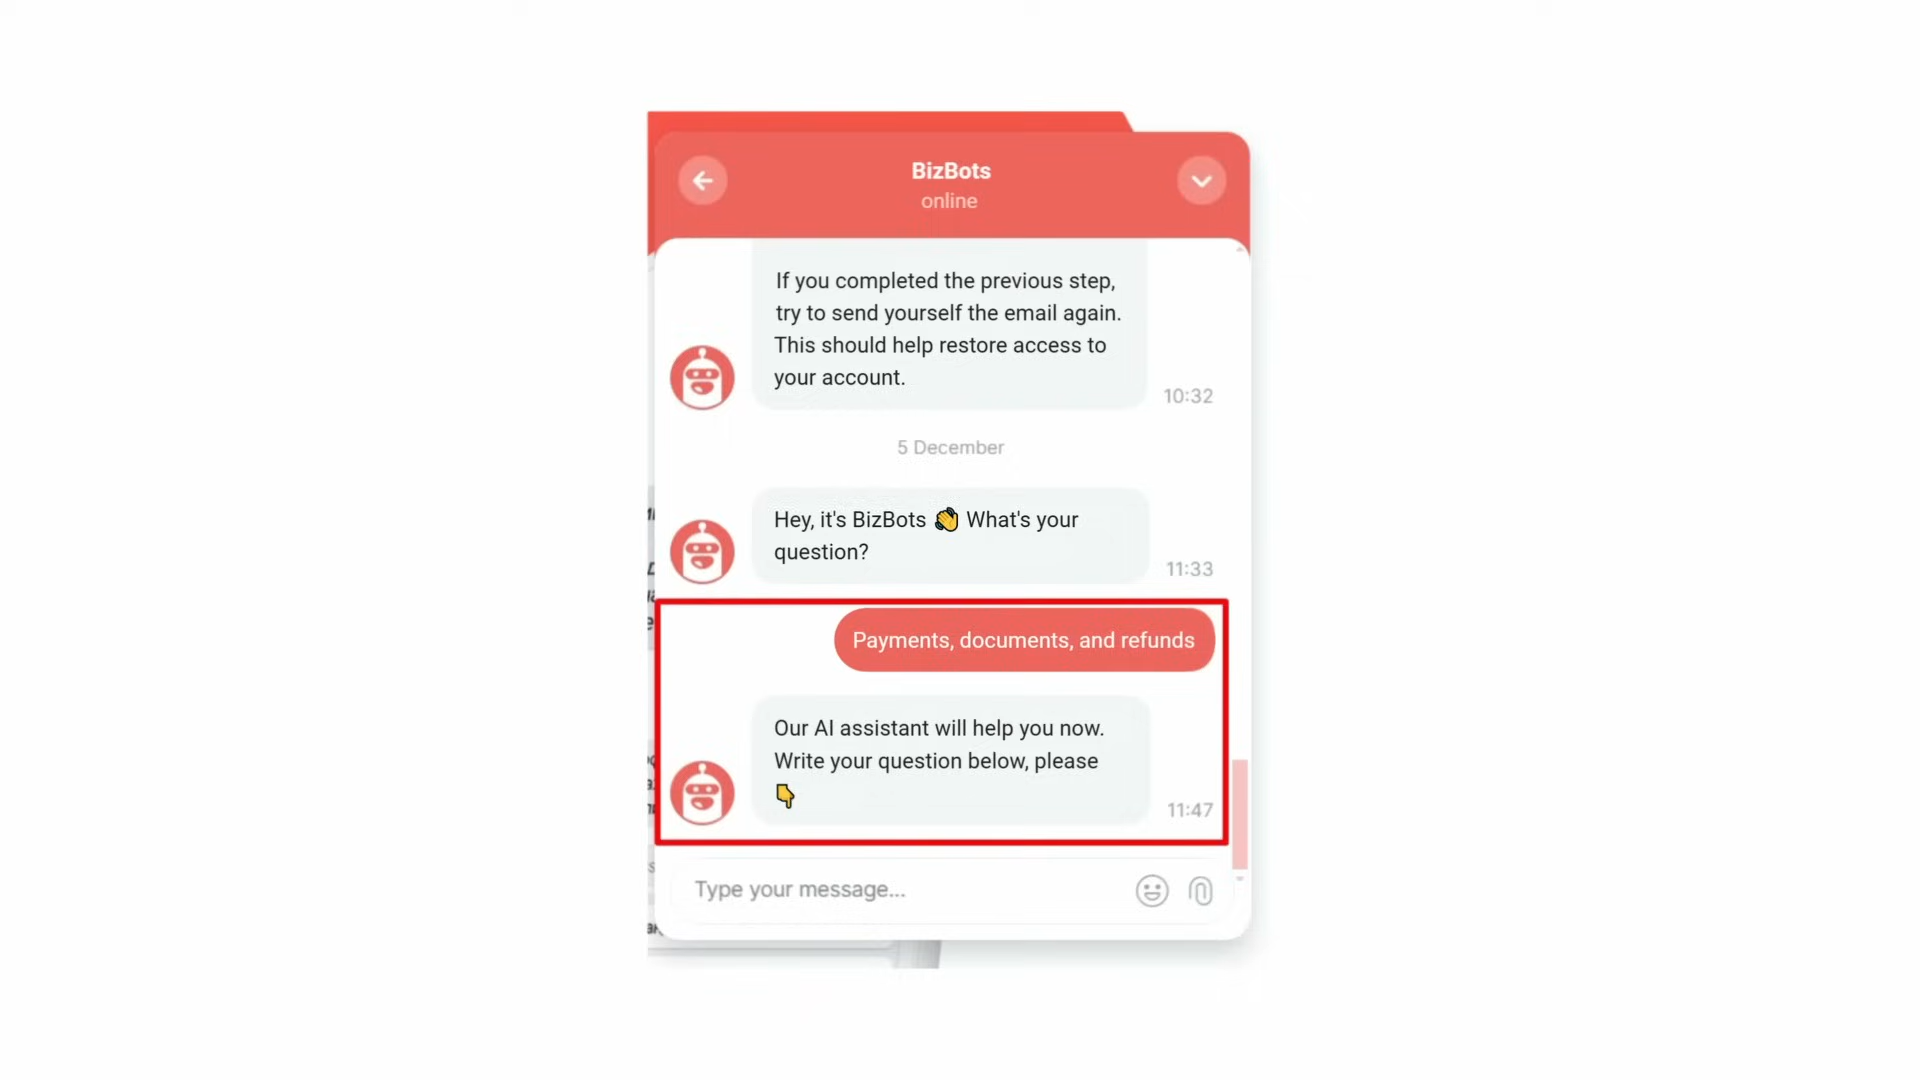 BizBots
online
If you completed the previous step,
try to send yourself the email again.
This should help restore access to
your account.
10:32
5 December
Hey, it's BizBots 👋 What's your
question?
11:33
Payments, documents, and refunds
Our AI assistant will help you now.
Write your question below, please
👇
11:47
Type your message...